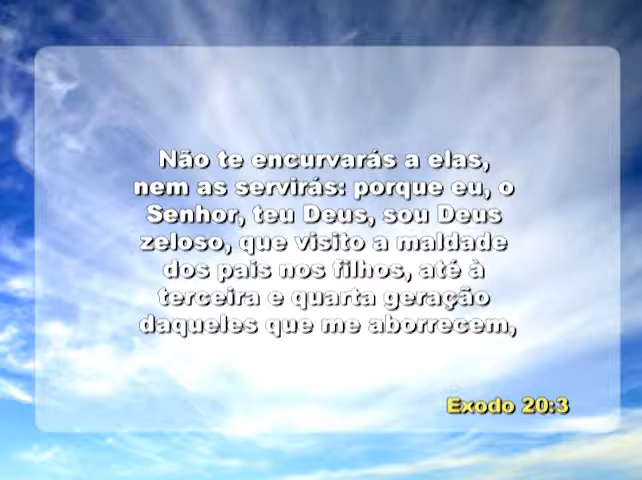 Não te encurvarás a elas,
nem as servirás: porque eu, o
Senhor, teu Deus, sou Deus
zeloso, que visito a maldade
dos pais nos filhos, até à
terceira e quarta geração
daqueles que me aborrecem,
Exodo 20:3